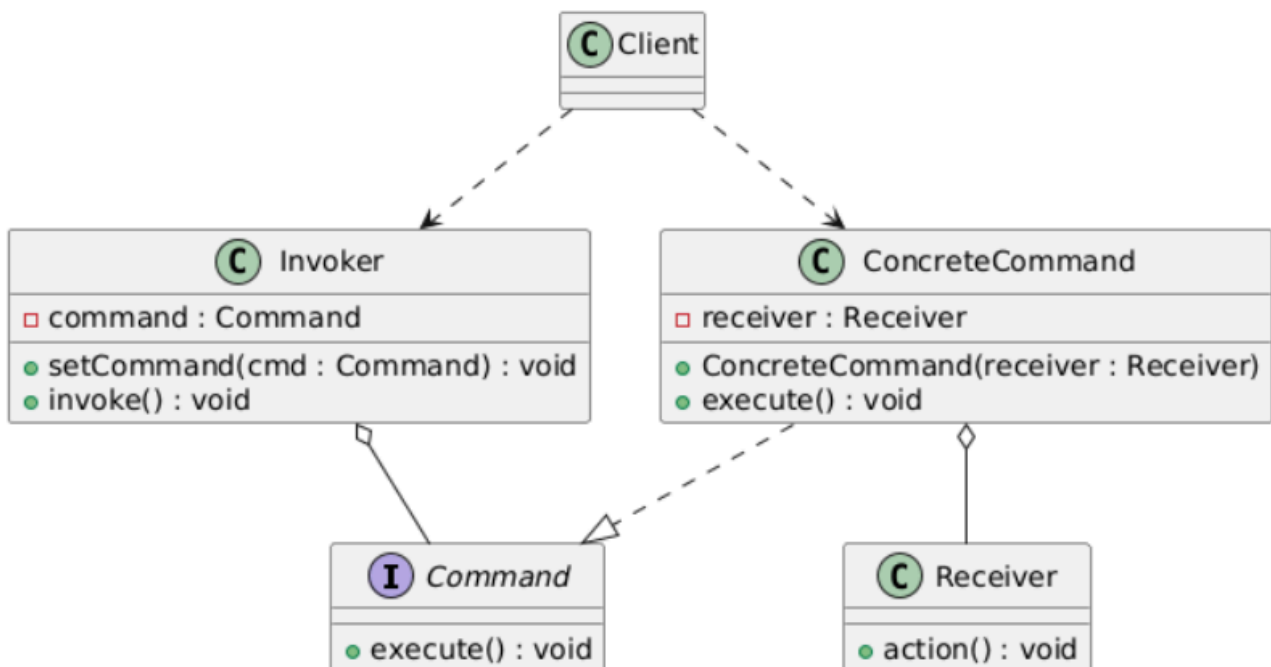 C Client
C Invoker
command : Command
setCommand(cmd : Command) : void
invoke() : void
C ConcreteCommand
receiver : Receiver
ConcreteCommand(receiver : Receiver)
execute() : void
I Command
execute() : void
C Receiver
action() : void